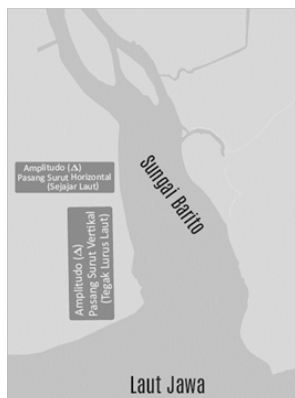 Amplitudo (Δ)
Pasang Surut Horizontal
(Sejajar Laut)
Sungai Barito
Amplitudo (Δ)
Pasang Surut Vertikal
(Tegak Lurus Laut)
Laut Jawa